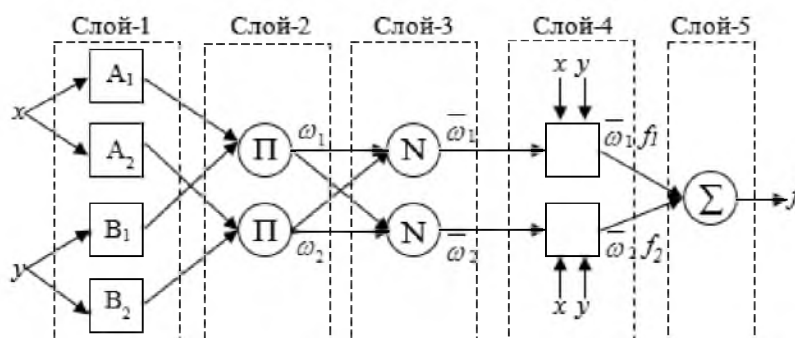 Слой-1 Слой-2 Слой-3 Слой-4 Слой-5
x y
A₁ ω₁ ω̅₁ ω̅₁ f₁
x Π N
A₂ Σ f
B₁ Π N
y ω₂ ω̅₂ ω̅₂ f₂
B₂ x y